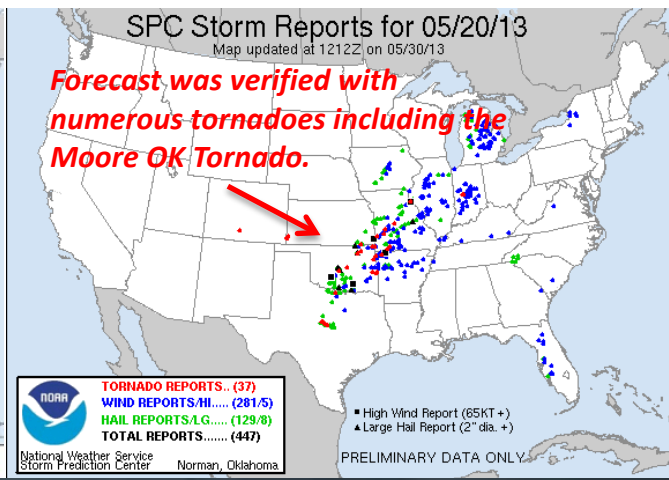 SPC Storm Reports for 05/20/13
Map updated at 1212Z on 05/30/13
Forecast was verified with
numerous tornadoes including the
Moore OK Tornado.
NOAA
TORNADO REPORTS.. (37)
WIND REPORTS/HI..... (281/5)
HAIL REPORTS/LG..... (129/8)
TOTAL REPORTS....... (447)
National Weather Service
Storm Prediction Center Norman, Oklahoma
High Wind Report (65KT +)
Large Hail Report (2" dia. +)
PRELIMINARY DATA ONLY